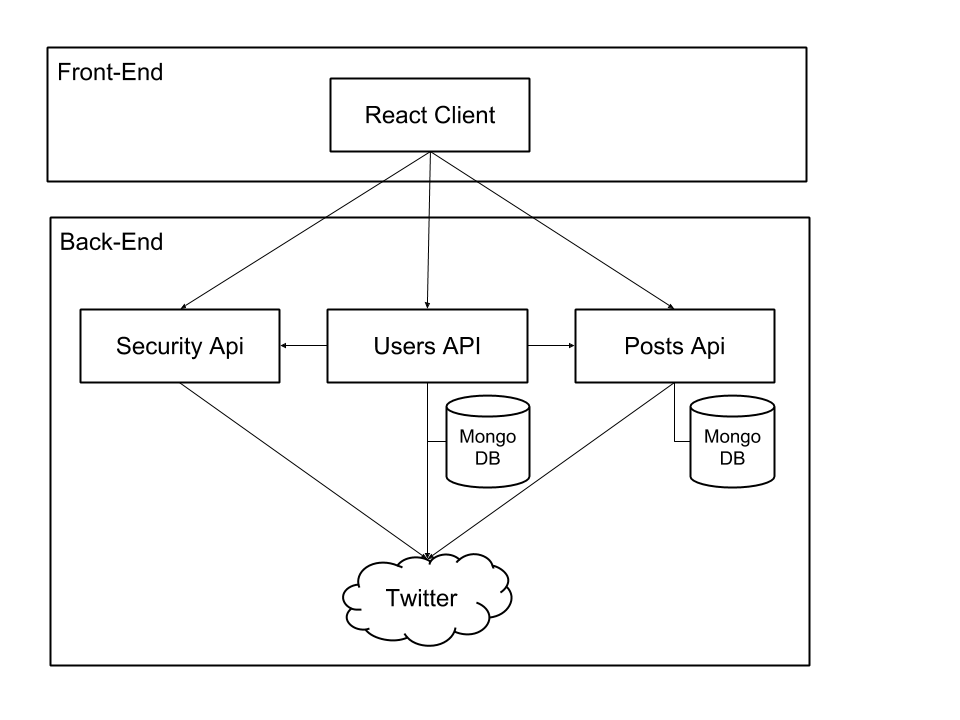 Front-End
React Client
Back-End
Security Api
Users API
Posts Api
Mongo
DB
Mongo
DB
Twitter